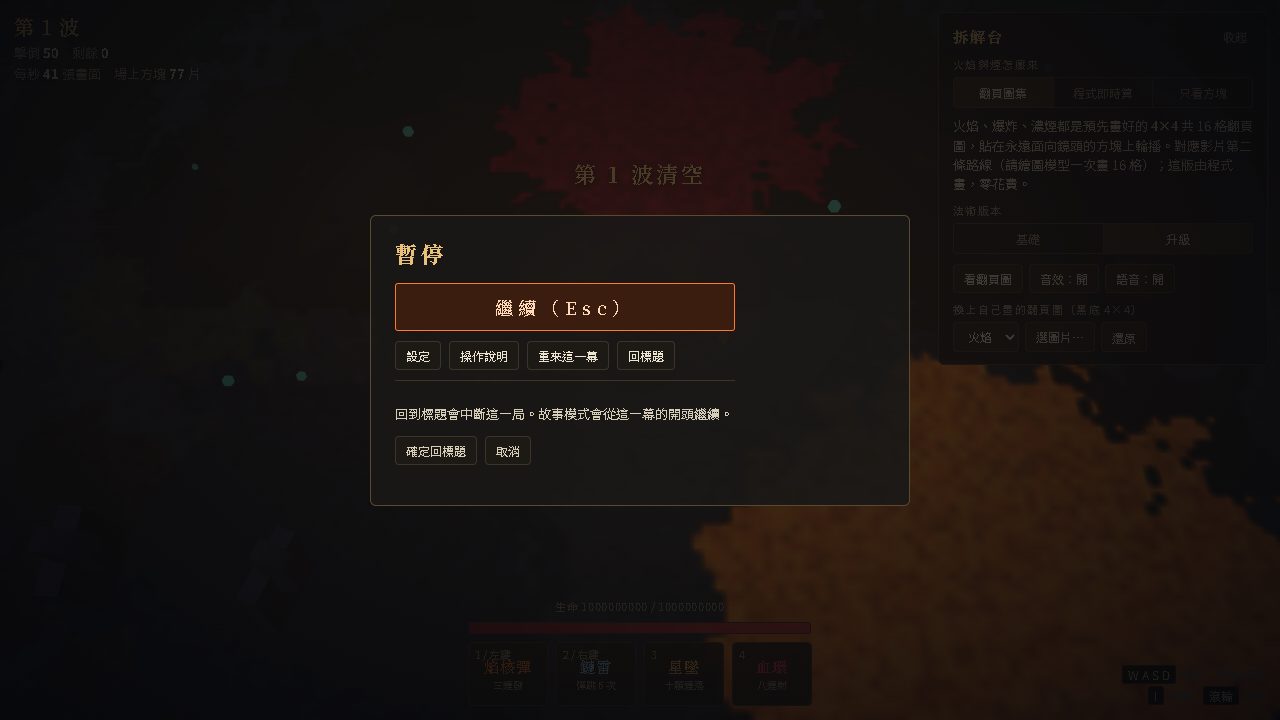 第 1 波
擊倒 50 剩餘 0
每秒 41 張畫面 場上方塊 77 片
第 1 波清空
拆解台
收起
火焰與煙怎麼來
翻頁圖集 程式即時算 只看方塊
火焰、爆炸、濃煙都是預先畫好的 4×4 共 16 格翻頁
圖，貼在永遠面向鏡頭的方塊上輪播。對應影片第二
條路線（請繪圖模型一次畫 16 格）；這版由程式
畫，零花費。
法術版本
基礎 升級
看翻頁圖 音效：開 語音：開
換上自己畫的翻頁圖（黑底 4×4）
火焰 選圖片… 還原
暫停
繼續（Esc）
設定 操作說明 重來這一幕 回標題
回到標題會中斷這一局。故事模式會從這一幕的開頭繼續。
確定回標題 取消
生命 1000000000 / 1000000000
1/左鍵 2/右鍵 3 4
焰核彈 鏈雷 星墜 血環
三連發 彈跳 6 次 十顆連落
WASD
滾輪